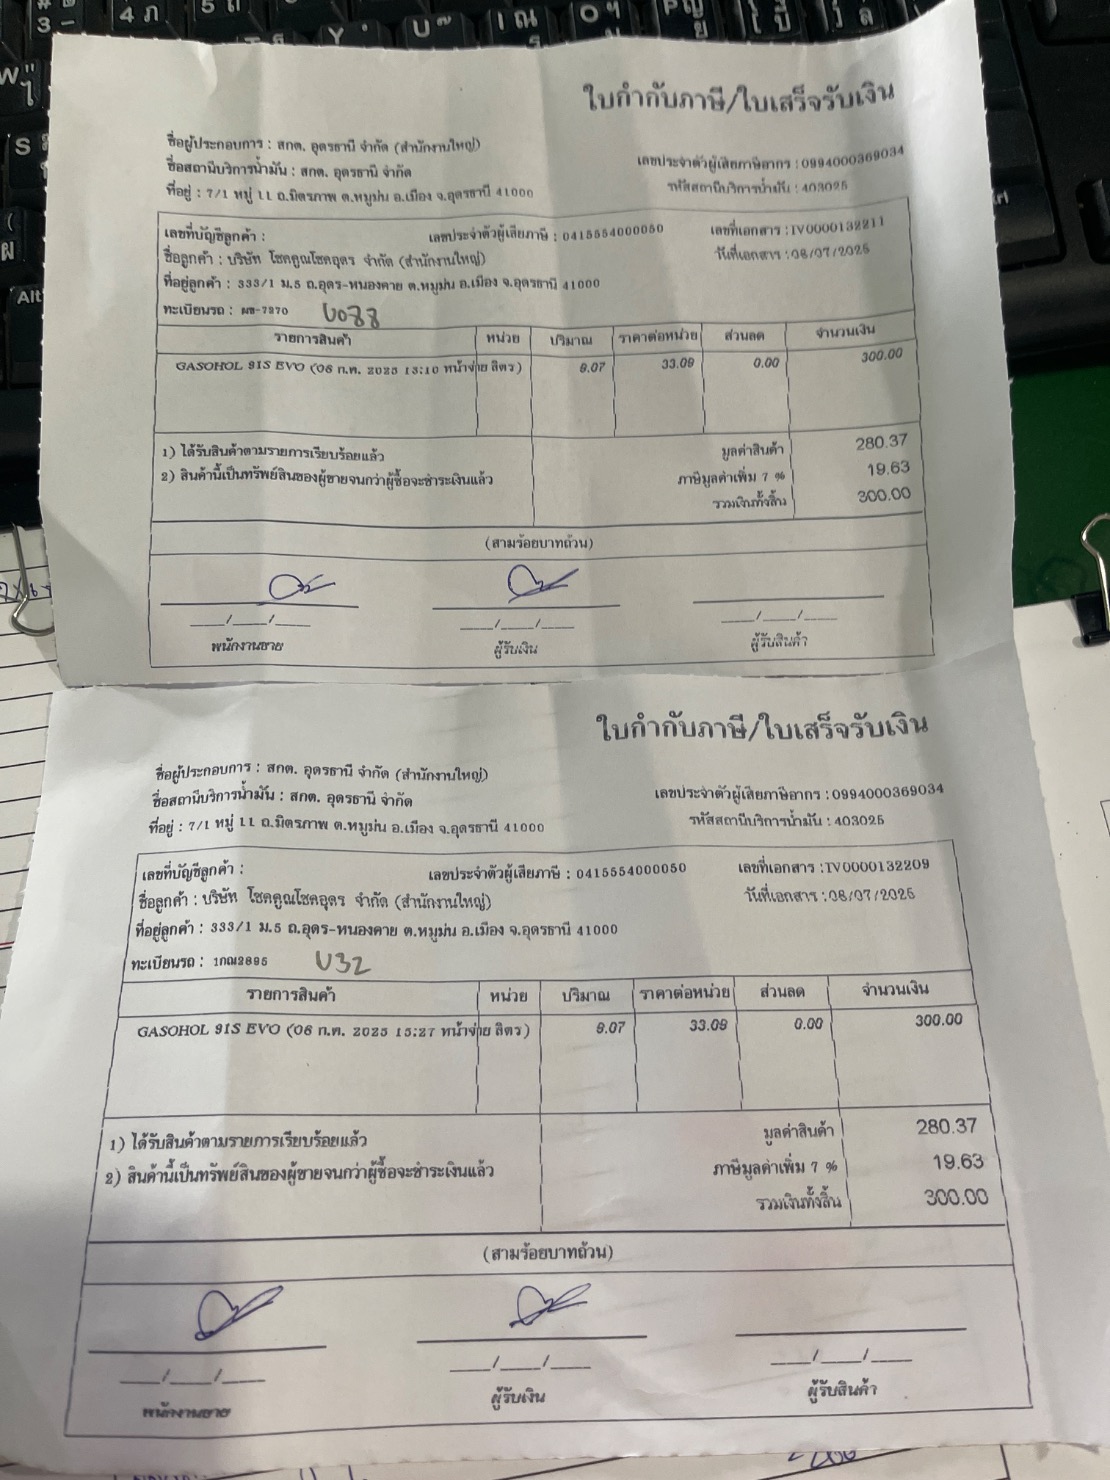 ใบกำกับภาษี/ใบเสร็จรับเงิน
ชื่อผู้ประกอบการ : สกต. อุดรธานี จำกัด (สำนักงานใหญ่)
ชื่อสถานีบริการน้ำมัน : สกต. อุดรธานี จำกัด
เลขประจำตัวผู้เสียภาษีอากร : 0994000369034
ที่อยู่ : 7/1 หมู่ 11 ถ.มิตรภาพ ต.หมูม่น อ.เมือง จ.อุดรธานี 41000
รหัสสถานีบริการน้ำมัน : 403025
เลขที่บัญชีลูกค้า : เลขประจำตัวผู้เสียภาษี : 0415554000050 เลขที่เอกสาร : IV0000132211
ชื่อลูกค้า : บริษัท โชคคูณโชคอุดร จำกัด (สำนักงานใหญ่) วันที่เอกสาร : 08/07/2025
ที่อยู่ลูกค้า : 333/1 ม.5 ถ.อุดร-หนองคาย ต.หมูม่น อ.เมือง จ.อุดรธานี 41000
ทะเบียนรถ : ผข-7270
รายการสินค้า หน่วย ปริมาณ ราคาต่อหน่วย ส่วนลด จำนวนเงิน
GASOHOL 91S EVO (06 ก.ค. 2025 13:10 หน้าจ่าย ลิตร) 9.07 33.09 0.00 300.00
1) ได้รับสินค้าตามรายการเรียบร้อยแล้ว มูลค่าสินค้า 280.37
2) สินค้านี้เป็นทรัพย์สินของผู้ขายจนกว่าผู้ซื้อจะชำระเงินแล้ว ภาษีมูลค่าเพิ่ม 7 % 19.63
รวมเงินทั้งสิ้น 300.00
(สามร้อยบาทถ้วน)
___/___/___ ___/___/___ ___/___/___
พนักงานขาย ผู้รับเงิน ผู้รับสินค้า
ใบกำกับภาษี/ใบเสร็จรับเงิน
ชื่อผู้ประกอบการ : สกต. อุดรธานี จำกัด (สำนักงานใหญ่)
ชื่อสถานีบริการน้ำมัน : สกต. อุดรธานี จำกัด
เลขประจำตัวผู้เสียภาษีอากร : 0994000369034
ที่อยู่ : 7/1 หมู่ 11 ถ.มิตรภาพ ต.หมูม่น อ.เมือง จ.อุดรธานี 41000
รหัสสถานีบริการน้ำมัน : 403025
เลขที่บัญชีลูกค้า : เลขประจำตัวผู้เสียภาษี : 0415554000050 เลขที่เอกสาร : IV0000132209
ชื่อลูกค้า : บริษัท โชคคูณโชคอุดร จำกัด (สำนักงานใหญ่) วันที่เอกสาร : 08/07/2025
ที่อยู่ลูกค้า : 333/1 ม.5 ถ.อุดร-หนองคาย ต.หมูม่น อ.เมือง จ.อุดรธานี 41000
ทะเบียนรถ : 1กณ2895 U32
รายการสินค้า หน่วย ปริมาณ ราคาต่อหน่วย ส่วนลด จำนวนเงิน
GASOHOL 91S EVO (06 ก.ค. 2025 15:27 หน้าจ่าย ลิตร) 9.07 33.09 0.00 300.00
1) ได้รับสินค้าตามรายการเรียบร้อยแล้ว มูลค่าสินค้า 280.37
2) สินค้านี้เป็นทรัพย์สินของผู้ขายจนกว่าผู้ซื้อจะชำระเงินแล้ว ภาษีมูลค่าเพิ่ม 7 % 19.63
รวมเงินทั้งสิ้น 300.00
(สามร้อยบาทถ้วน)
___/___/___ ___/___/___ ___/___/___
พนักงานขาย ผู้รับเงิน ผู้รับสินค้า